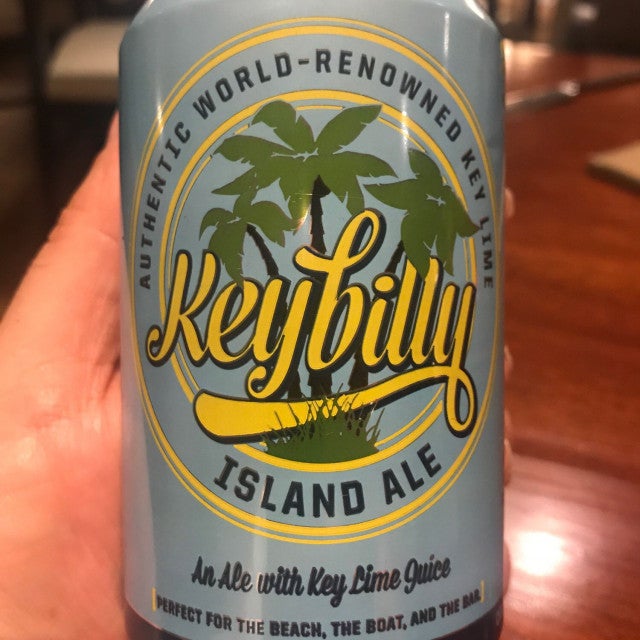 AUTHENTIC WORLD-RENOWNED KEY LIME
Keybilly
ISLAND ALE
An Ale with Key Lime Juice
PERFECT FOR THE BEACH, THE BOAT, AND THE BAR